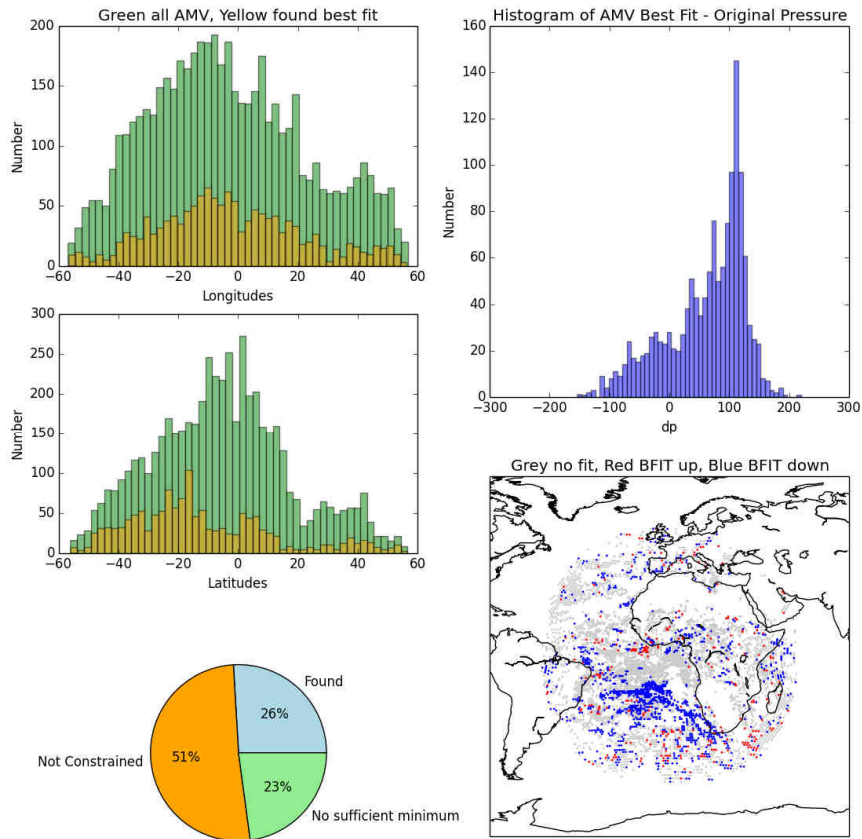 Green all AMV, Yellow found best fit
200
150
100
50
0
Number
−60 −40 −20 0 20 40 60
Longitudes
300
250
200
150
100
50
0
Number
−60 −40 −20 0 20 40 60
Latitudes
Found
26%
Not Constrained
51%
23%
No sufficient minimum
Histogram of AMV Best Fit - Original Pressure
160
140
120
100
80
60
40
20
0
Number
−300 −200 −100 0 100 200 300
dp
Grey no fit, Red BFIT up, Blue BFIT down